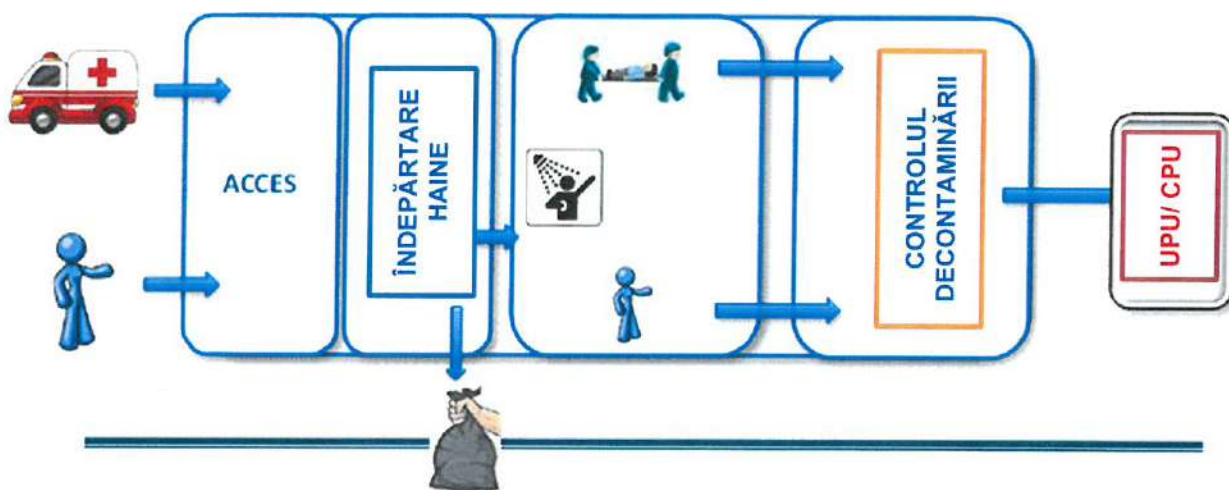 ACCES
ÎNDEPĂRTARE
HAINE
CONTROLUL
DECONTAMINĂRII
UPU/ CPU